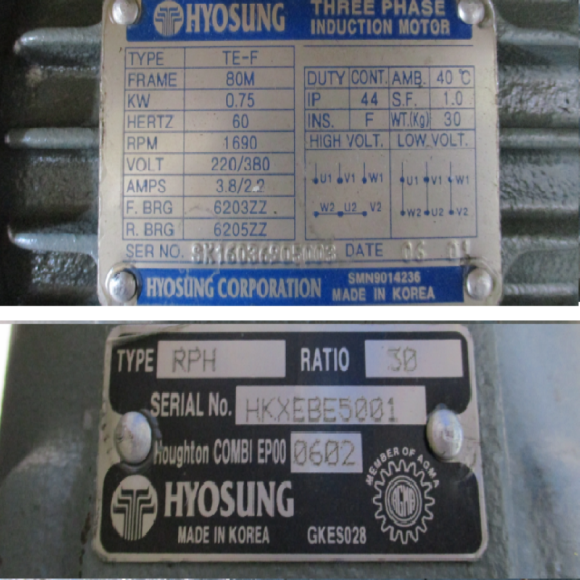 HYOSUNG THREE PHASE INDUCTION MOTOR
TYPE TE-F
FRAME 80M DUTY CONT. AMB. 40 ℃
KW 0.75 IP 44 S.F. 1.0
HERTZ 60 INS. F WT.(Kg) 30
RPM 1690 HIGH VOLT. LOW VOLT.
VOLT 220/380 U1 V1 W1 U1 V1 W1
AMPS 3.8/2.2
F. BRG 6203ZZ W2 U2 V2 W2 U2 V2
R. BRG 6205ZZ
SER NO. DATE 06
HYOSUNG CORPORATION SMN9014236
MADE IN KOREA
TYPE RPH RATIO 30
SERIAL No. HKXEBE5001
Houghton COMBI EP00 0602
MEMBER OF AGMA
AGMA
HYOSUNG
MADE IN KOREA GKES028